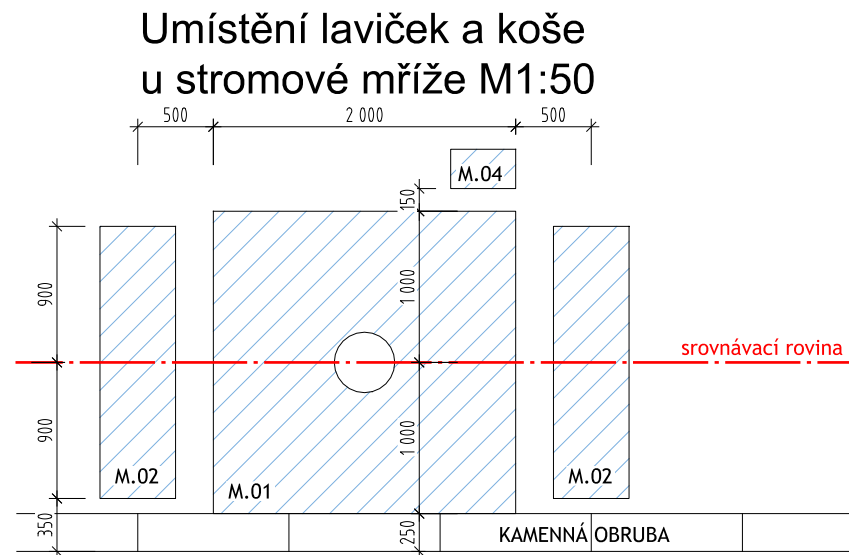 Umístění laviček a koše
u stromové mříže M1:50
500
2 000
500
M.04
150
900
1 000
srovnávací rovina
900
1 000
M.02
M.01
M.02
350
250
KAMENNÁ OBRUBA